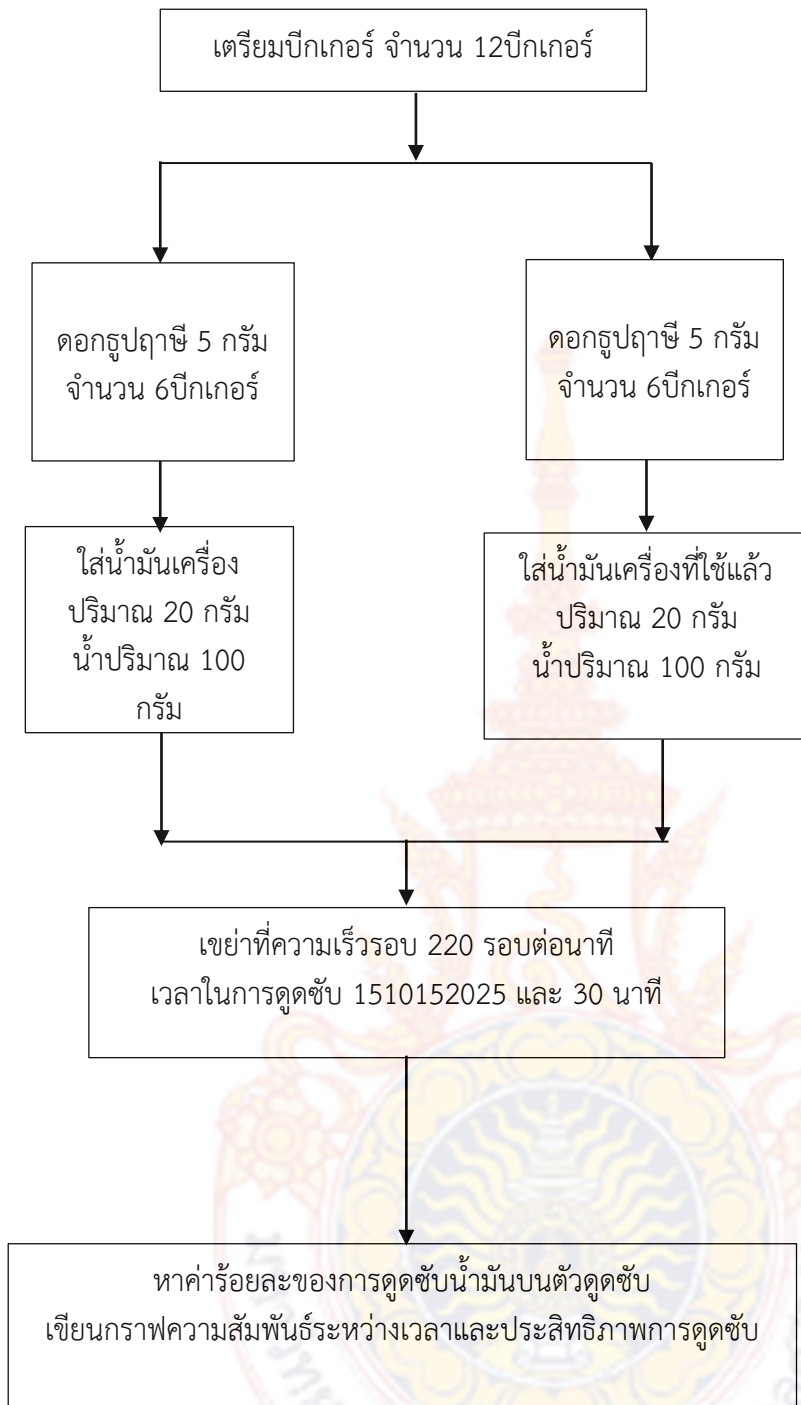 เตรียมบีกเกอร์ จำนวน 12บีกเกอร์
ดอกธูปฤาษี 5 กรัม
จำนวน 6บีกเกอร์
ดอกธูปฤาษี 5 กรัม
จำนวน 6บีกเกอร์
ใส่น้ำมันเครื่อง
ปริมาณ 20 กรัม
น้ำปริมาณ 100
กรัม
ใส่น้ำมันเครื่องที่ใช้แล้ว
ปริมาณ 20 กรัม
น้ำปริมาณ 100 กรัม
เขย่าที่ความเร็วรอบ 220 รอบต่อนาที
เวลาในการดูดซับ 1510152025 และ 30 นาที
หาค่าร้อยละของการดูดซับน้ำมันบนตัวดูดซับ
เขียนกราฟความสัมพันธ์ระหว่างเวลาและประสิทธิภาพการดูดซับ